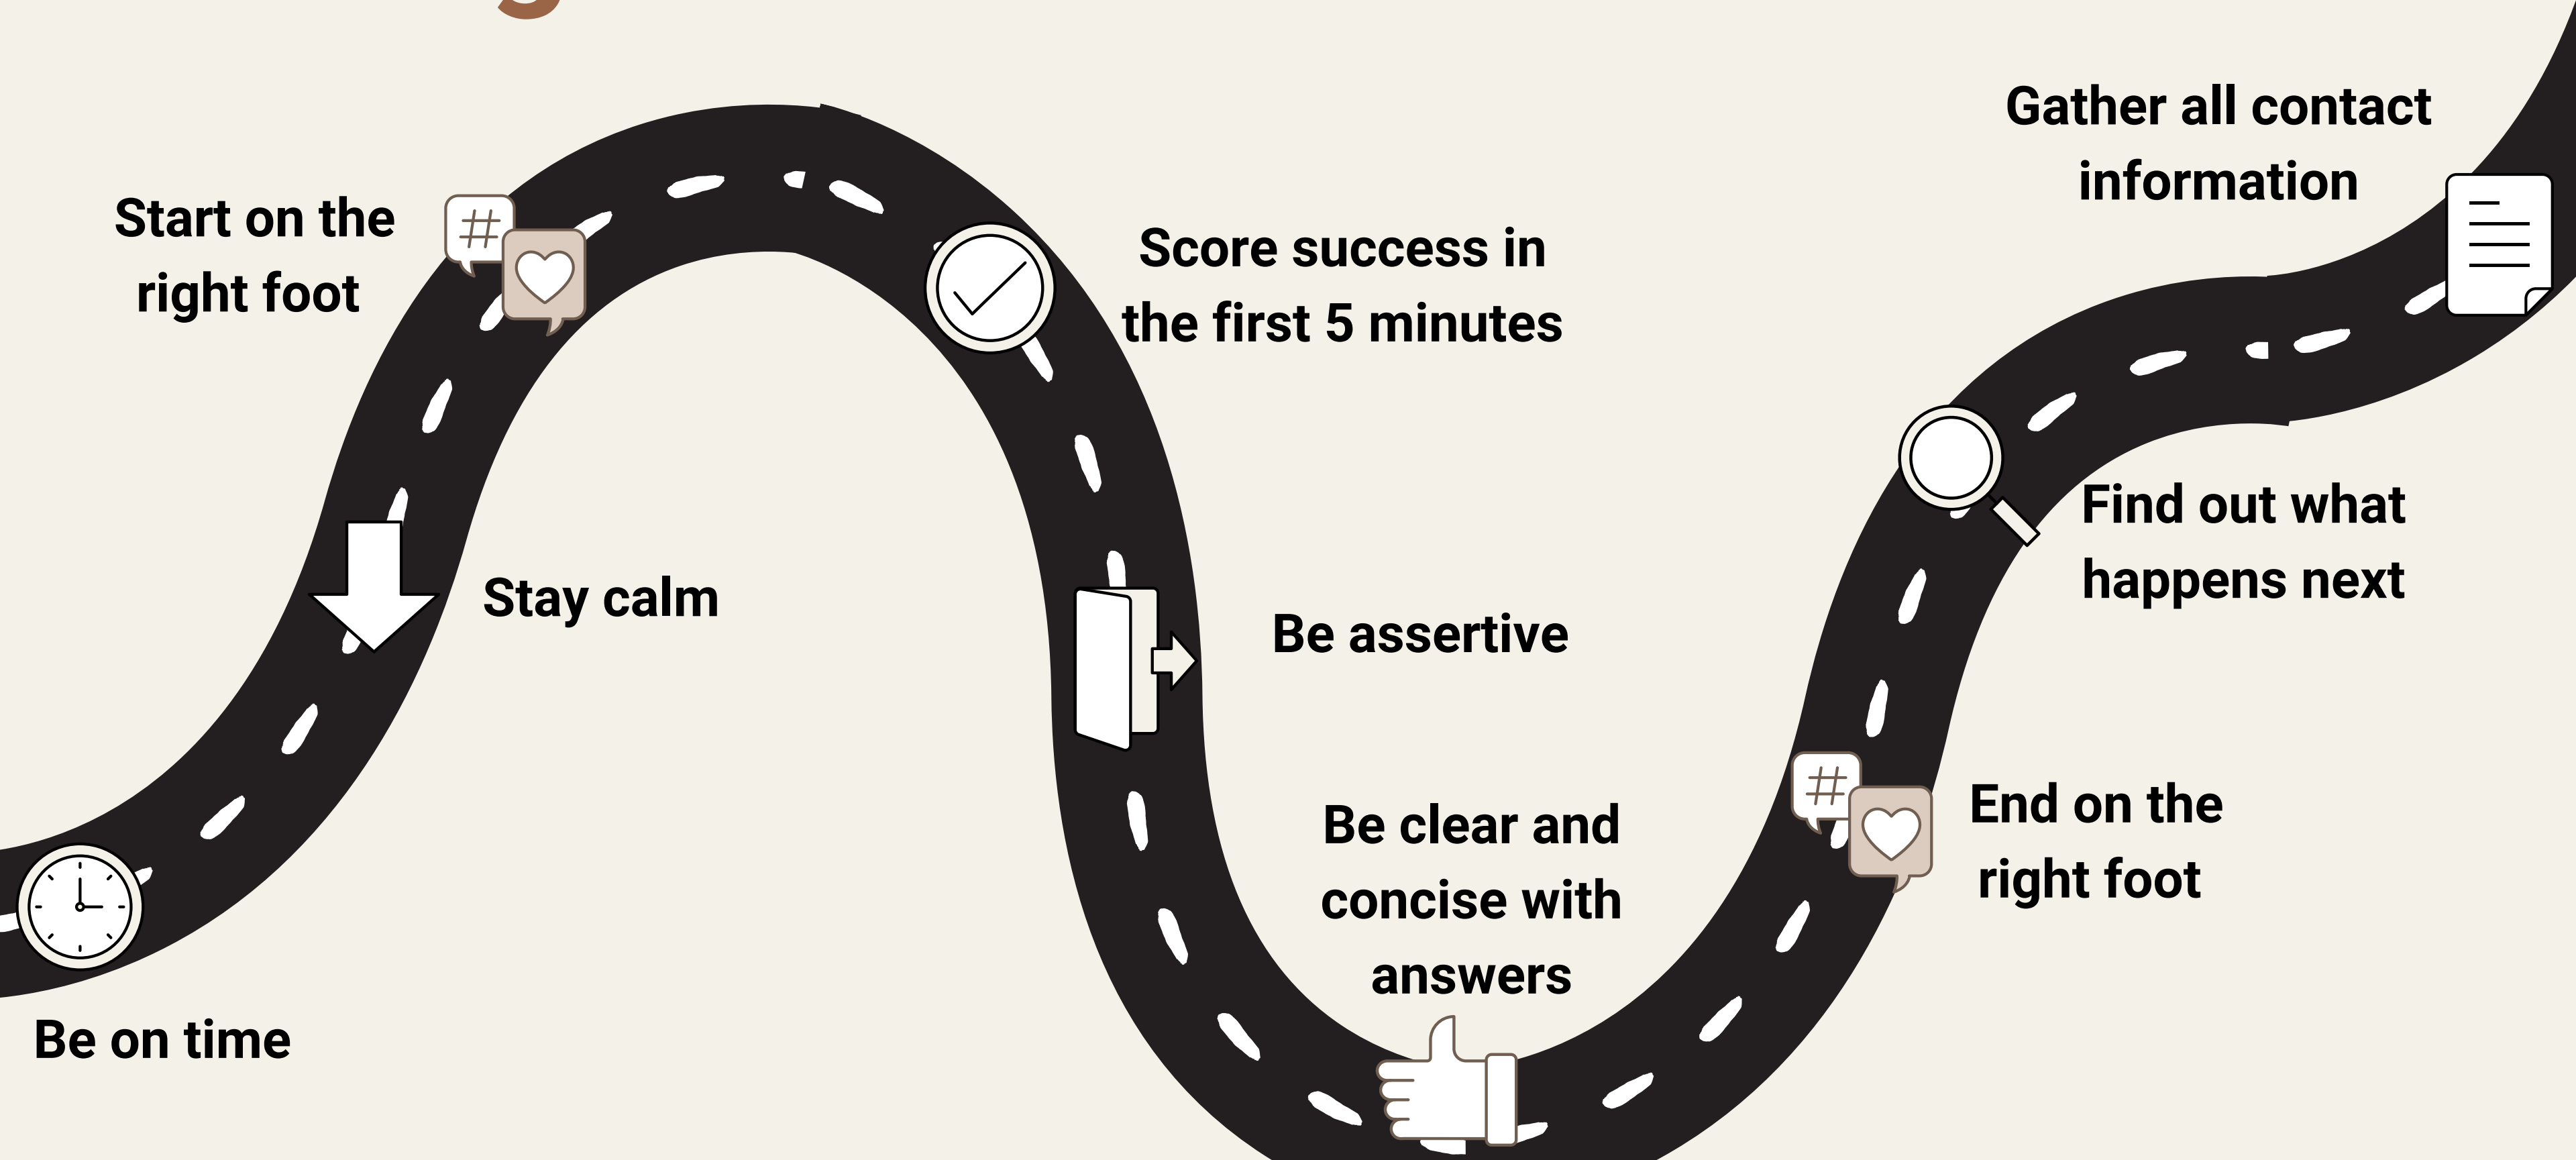 Be on time
Stay calm
Start on the
right foot
Score success in
the first 5 minutes
Be assertive
Be clear and
concise with
answers
End on the
right foot
Find out what
happens next
Gather all contact
information